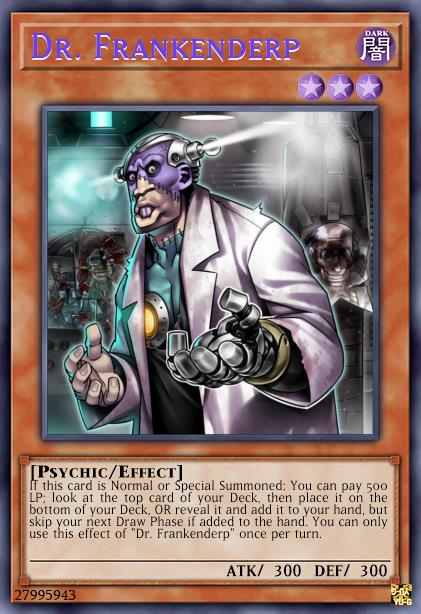 Dr. Frankenderp
DARK
闇
[Psychic/Effect]
If this card is Normal or Special Summoned: You can pay 500
LP; look at the top card of your Deck, then place it on the
bottom of your Deck, OR reveal it and add it to your hand, but
skip your next Draw Phase if added to the hand. You can only
use this effect of "Dr. Frankenderp" once per turn.
ATK/ 300 DEF/ 300
27995943